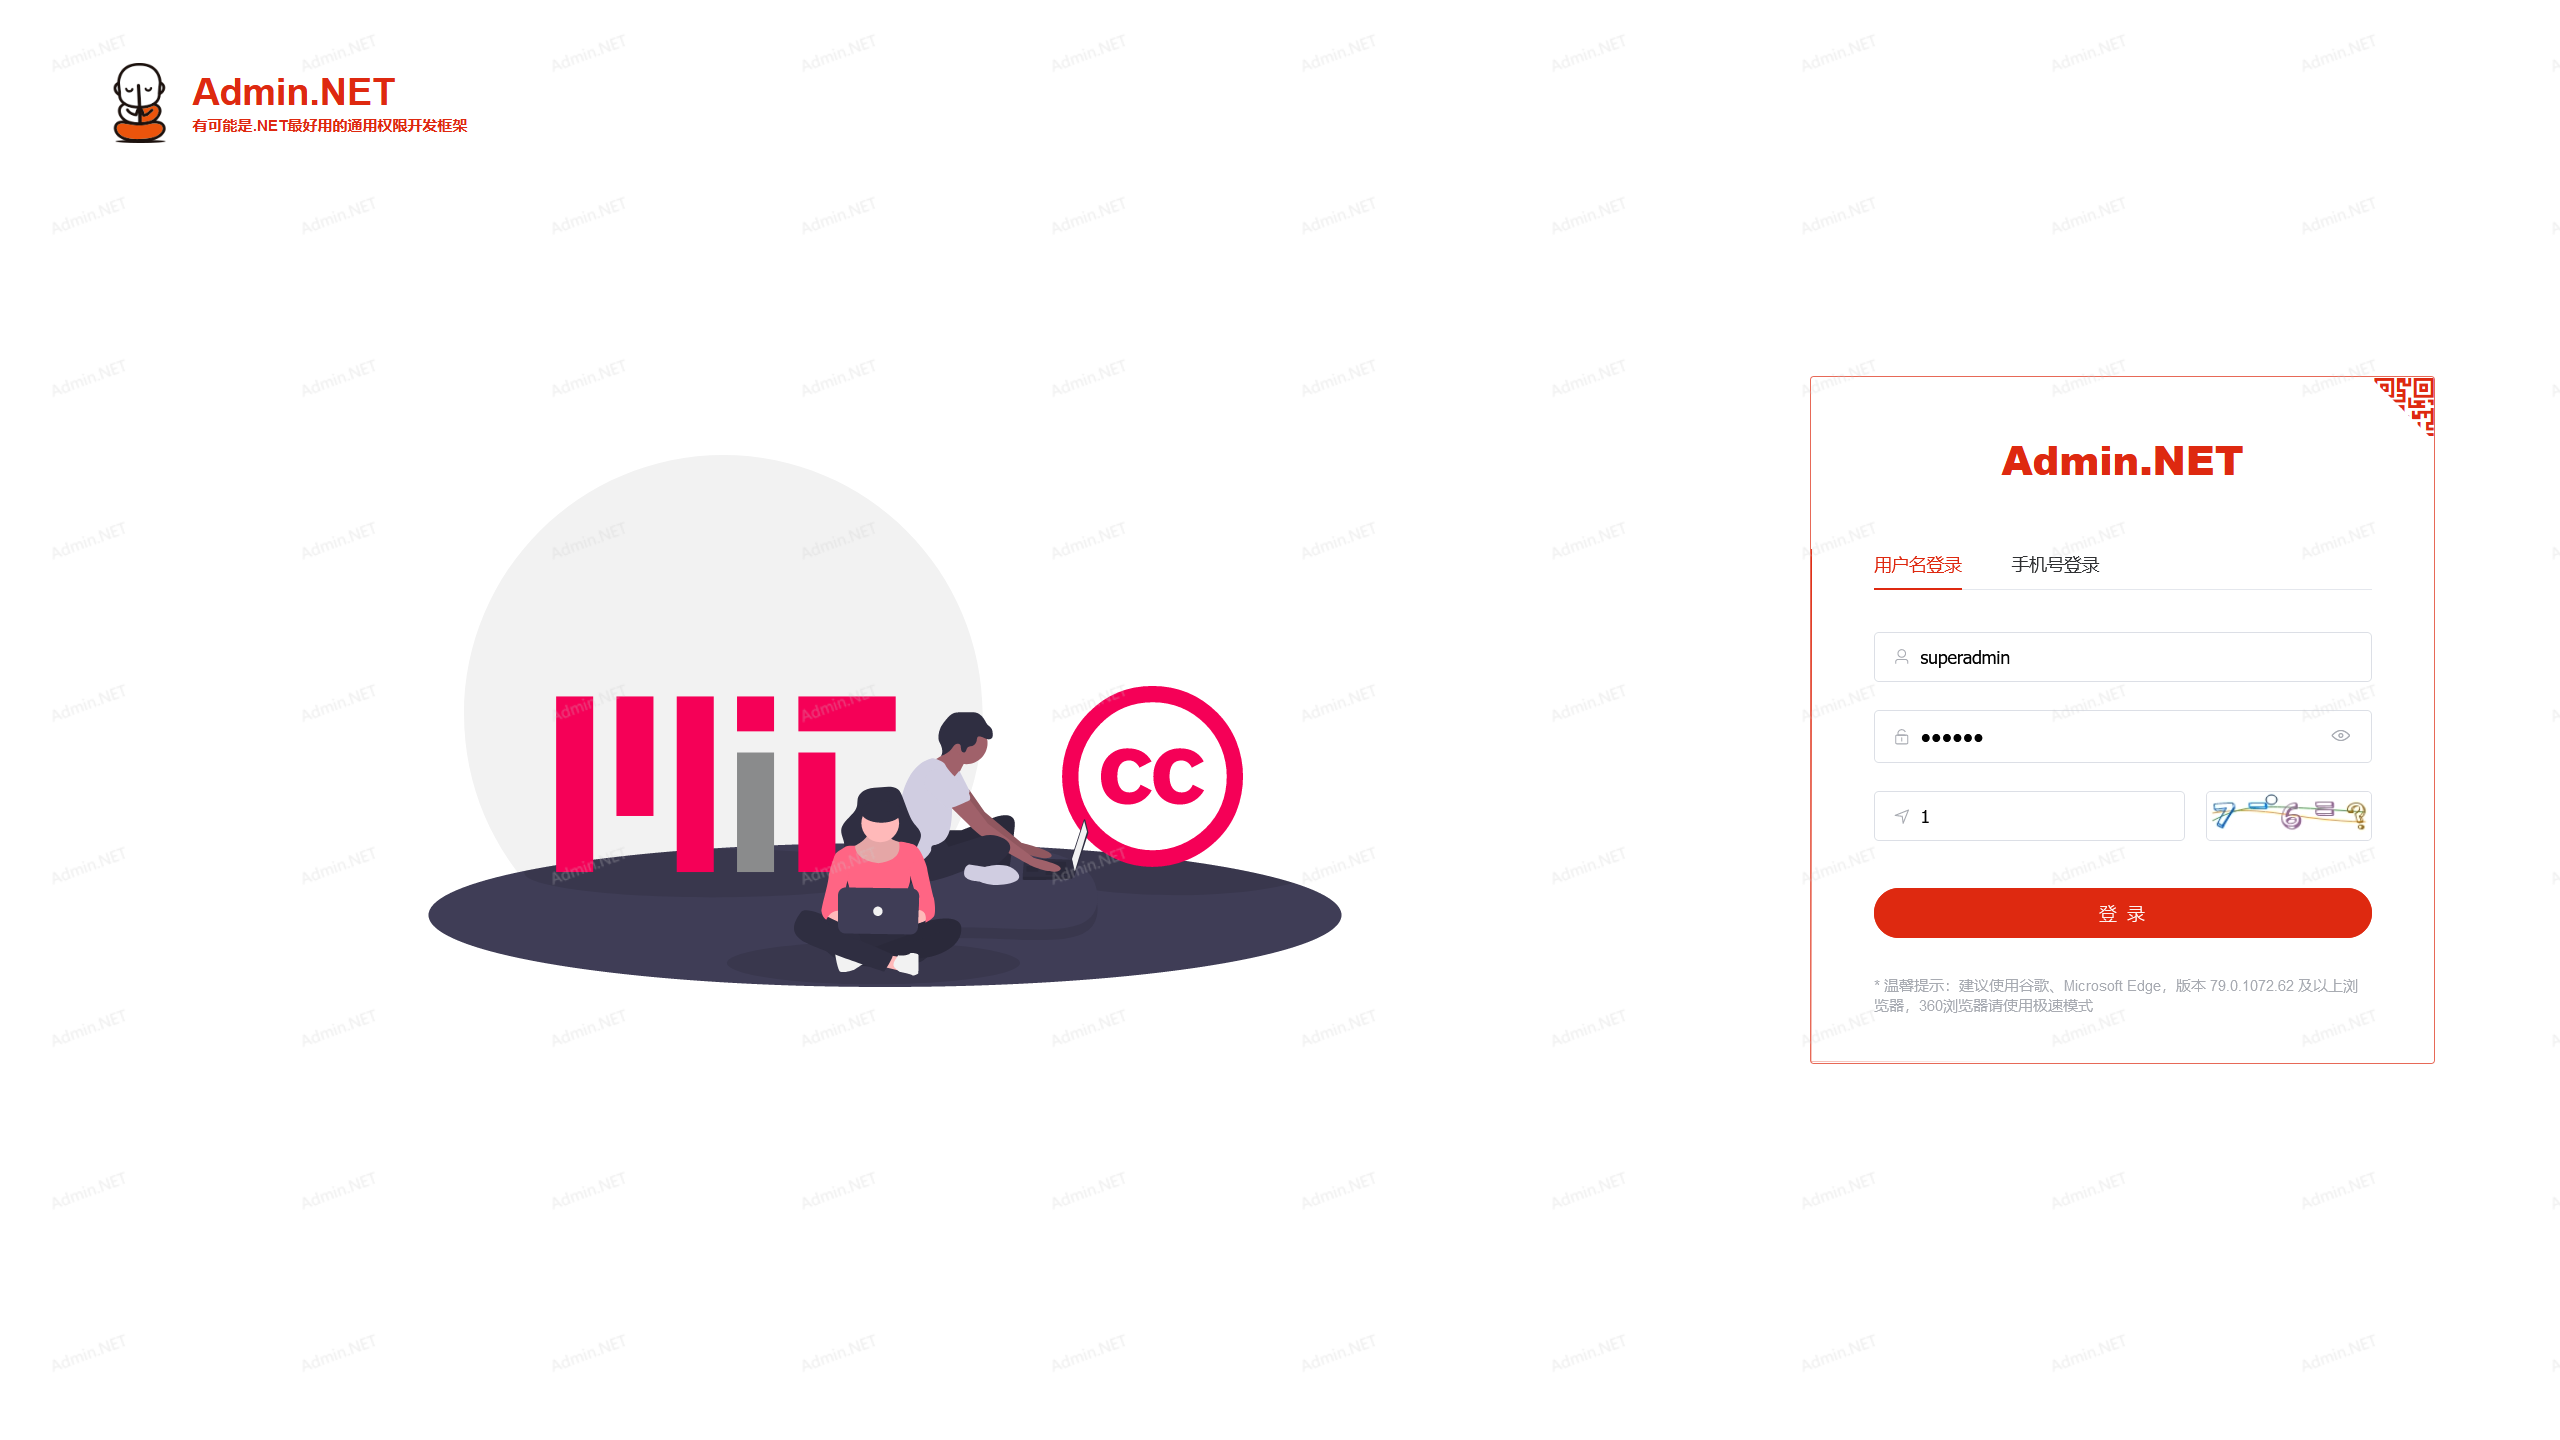 Admin.NET
有可能是.NET最好用的通用权限开发框架
MiT
cc
Admin.NET
用户名登录 手机号登录
superadmin
••••••
1
7-6=?
登 录
* 温馨提示：建议使用谷歌、Microsoft Edge，版本 79.0.1072.62 及以上浏
览器，360浏览器请使用极速模式